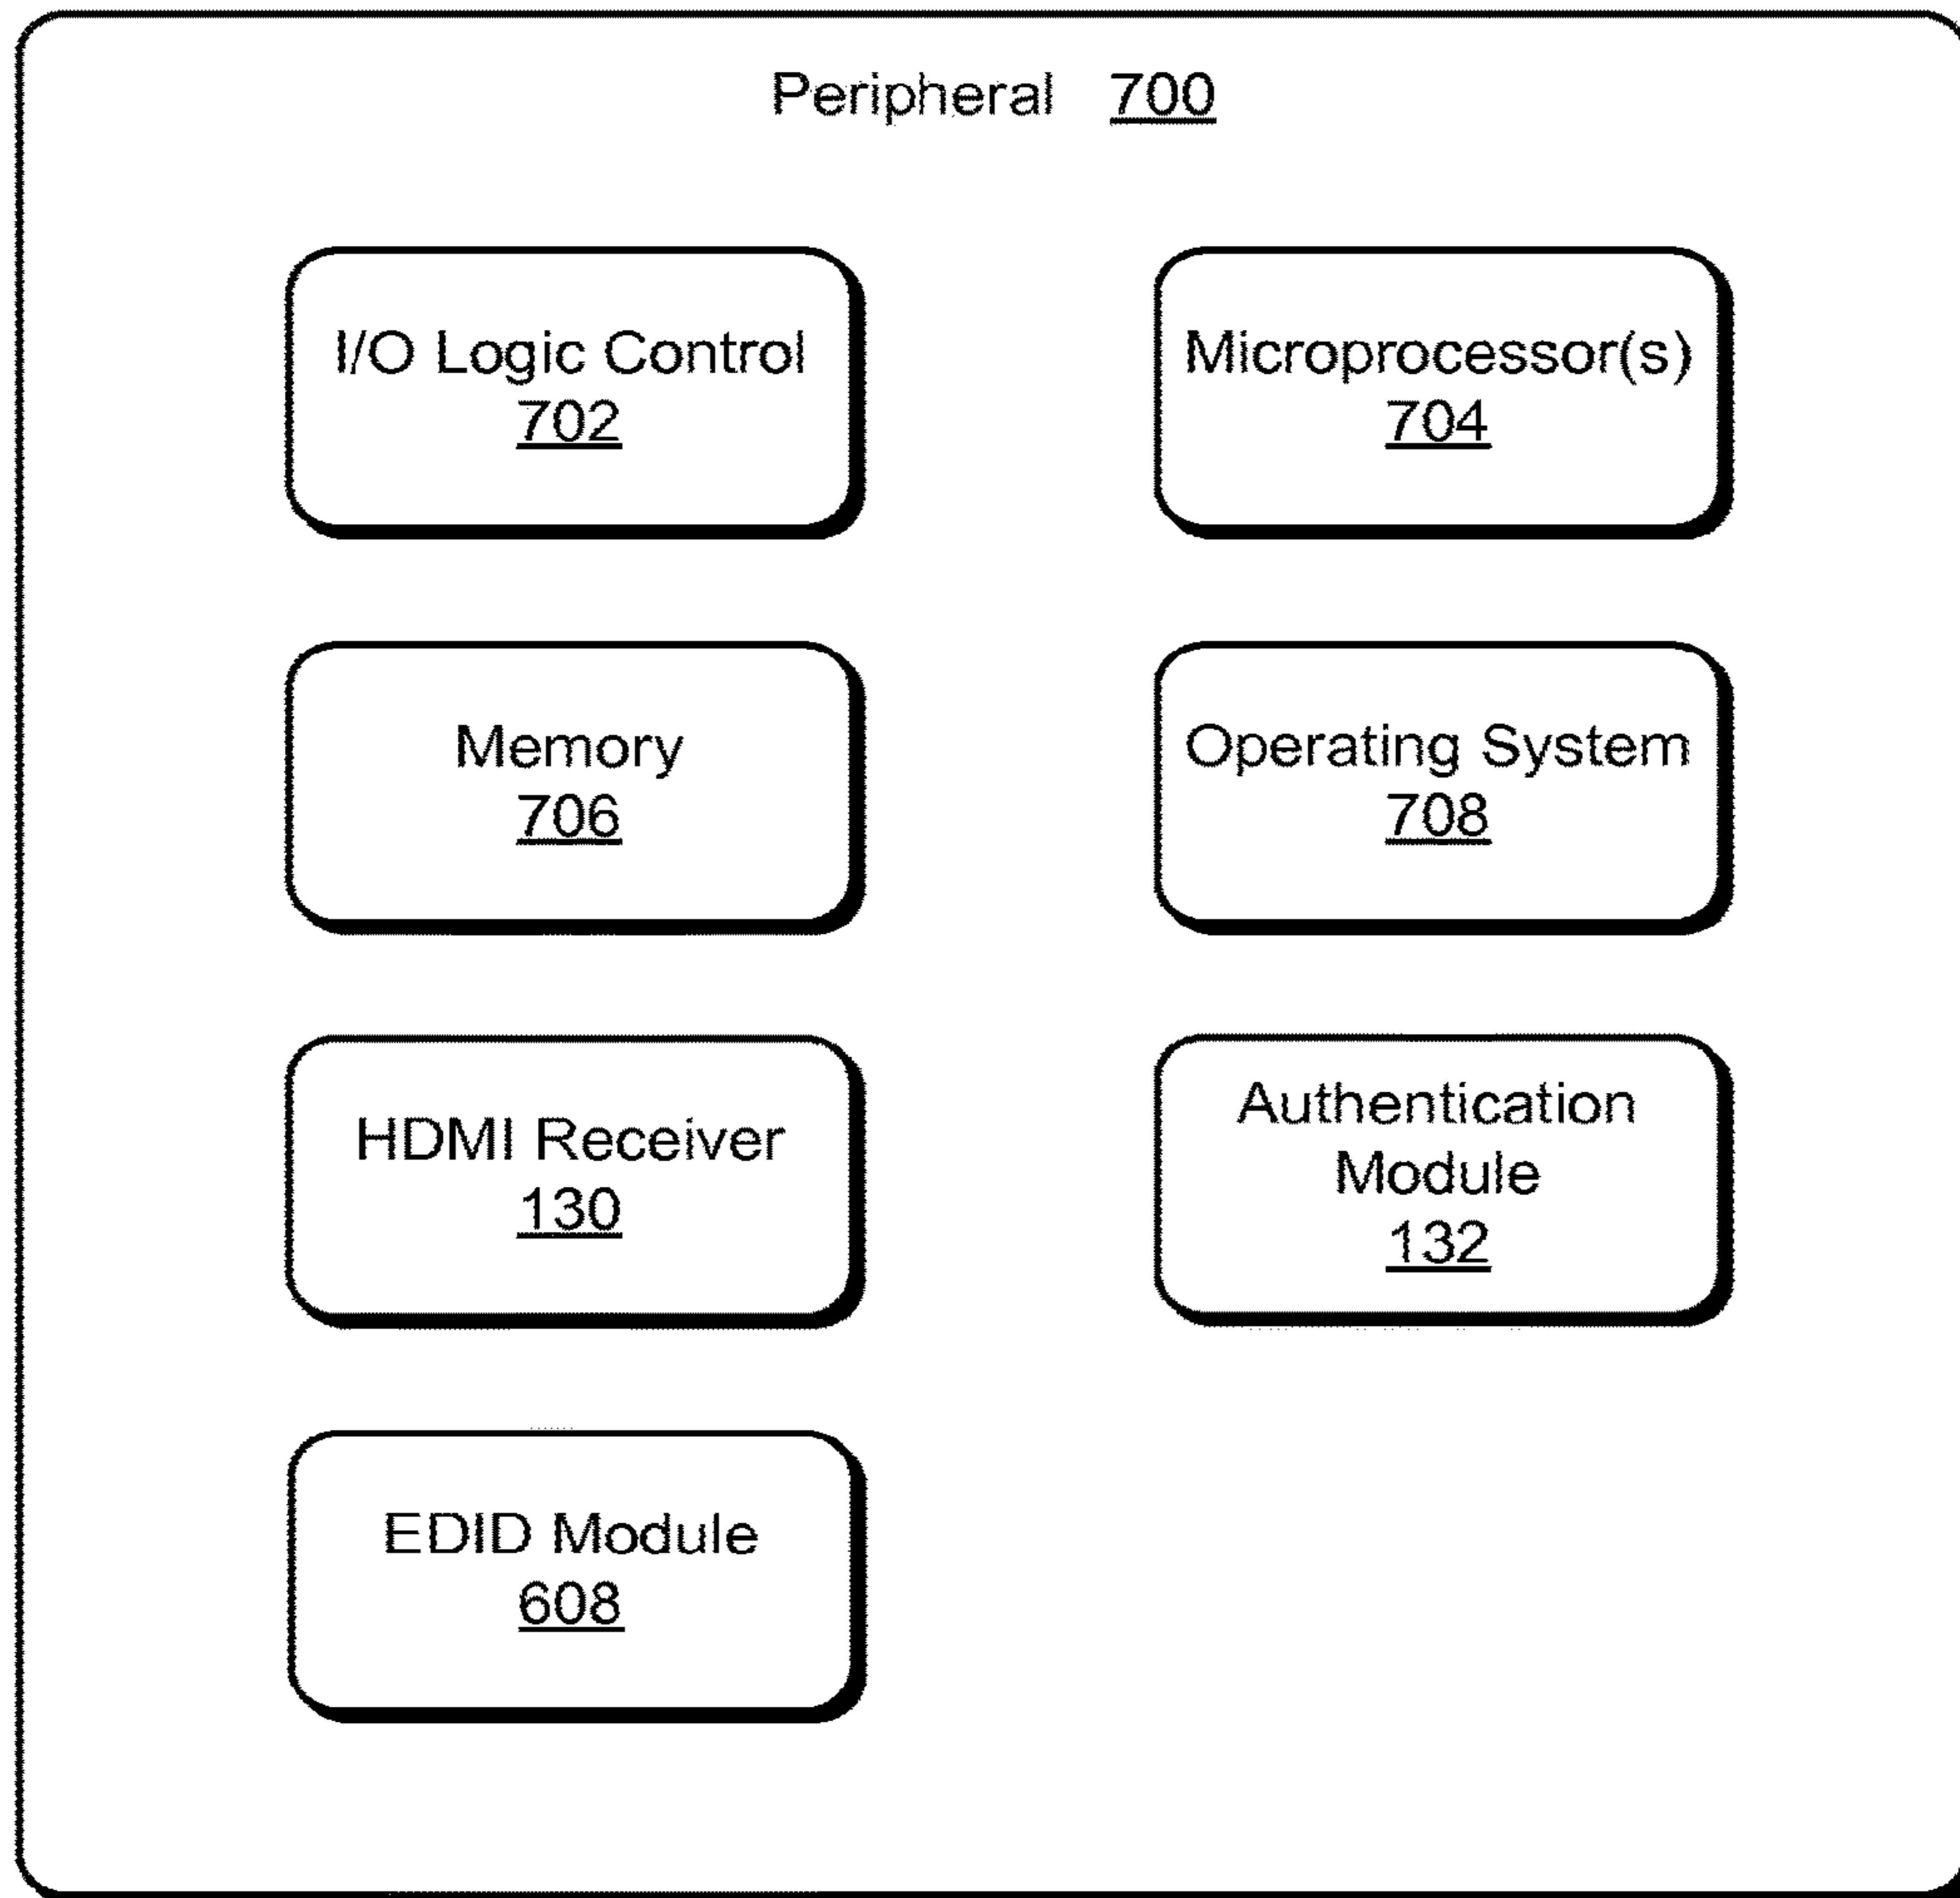 Peripheral 700
I/O Logic Control
702
Microprocessor(s)
704
Memory
706
Operating System
708
HDMI Receiver
130
Authentication
Module
132
EDID Module
608